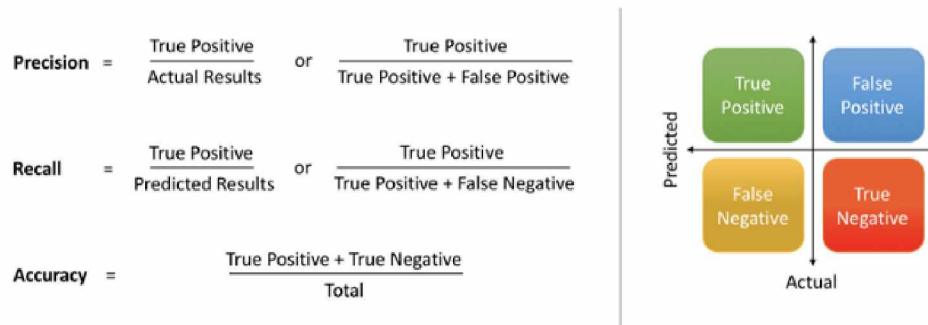 Precision = True Positive / Actual Results or True Positive / True Positive + False Positive
Recall = True Positive / Predicted Results or True Positive / True Positive + False Negative
Accuracy = True Positive + True Negative / Total
Predicted
True Positive
False Positive
False Negative
True Negative
Actual